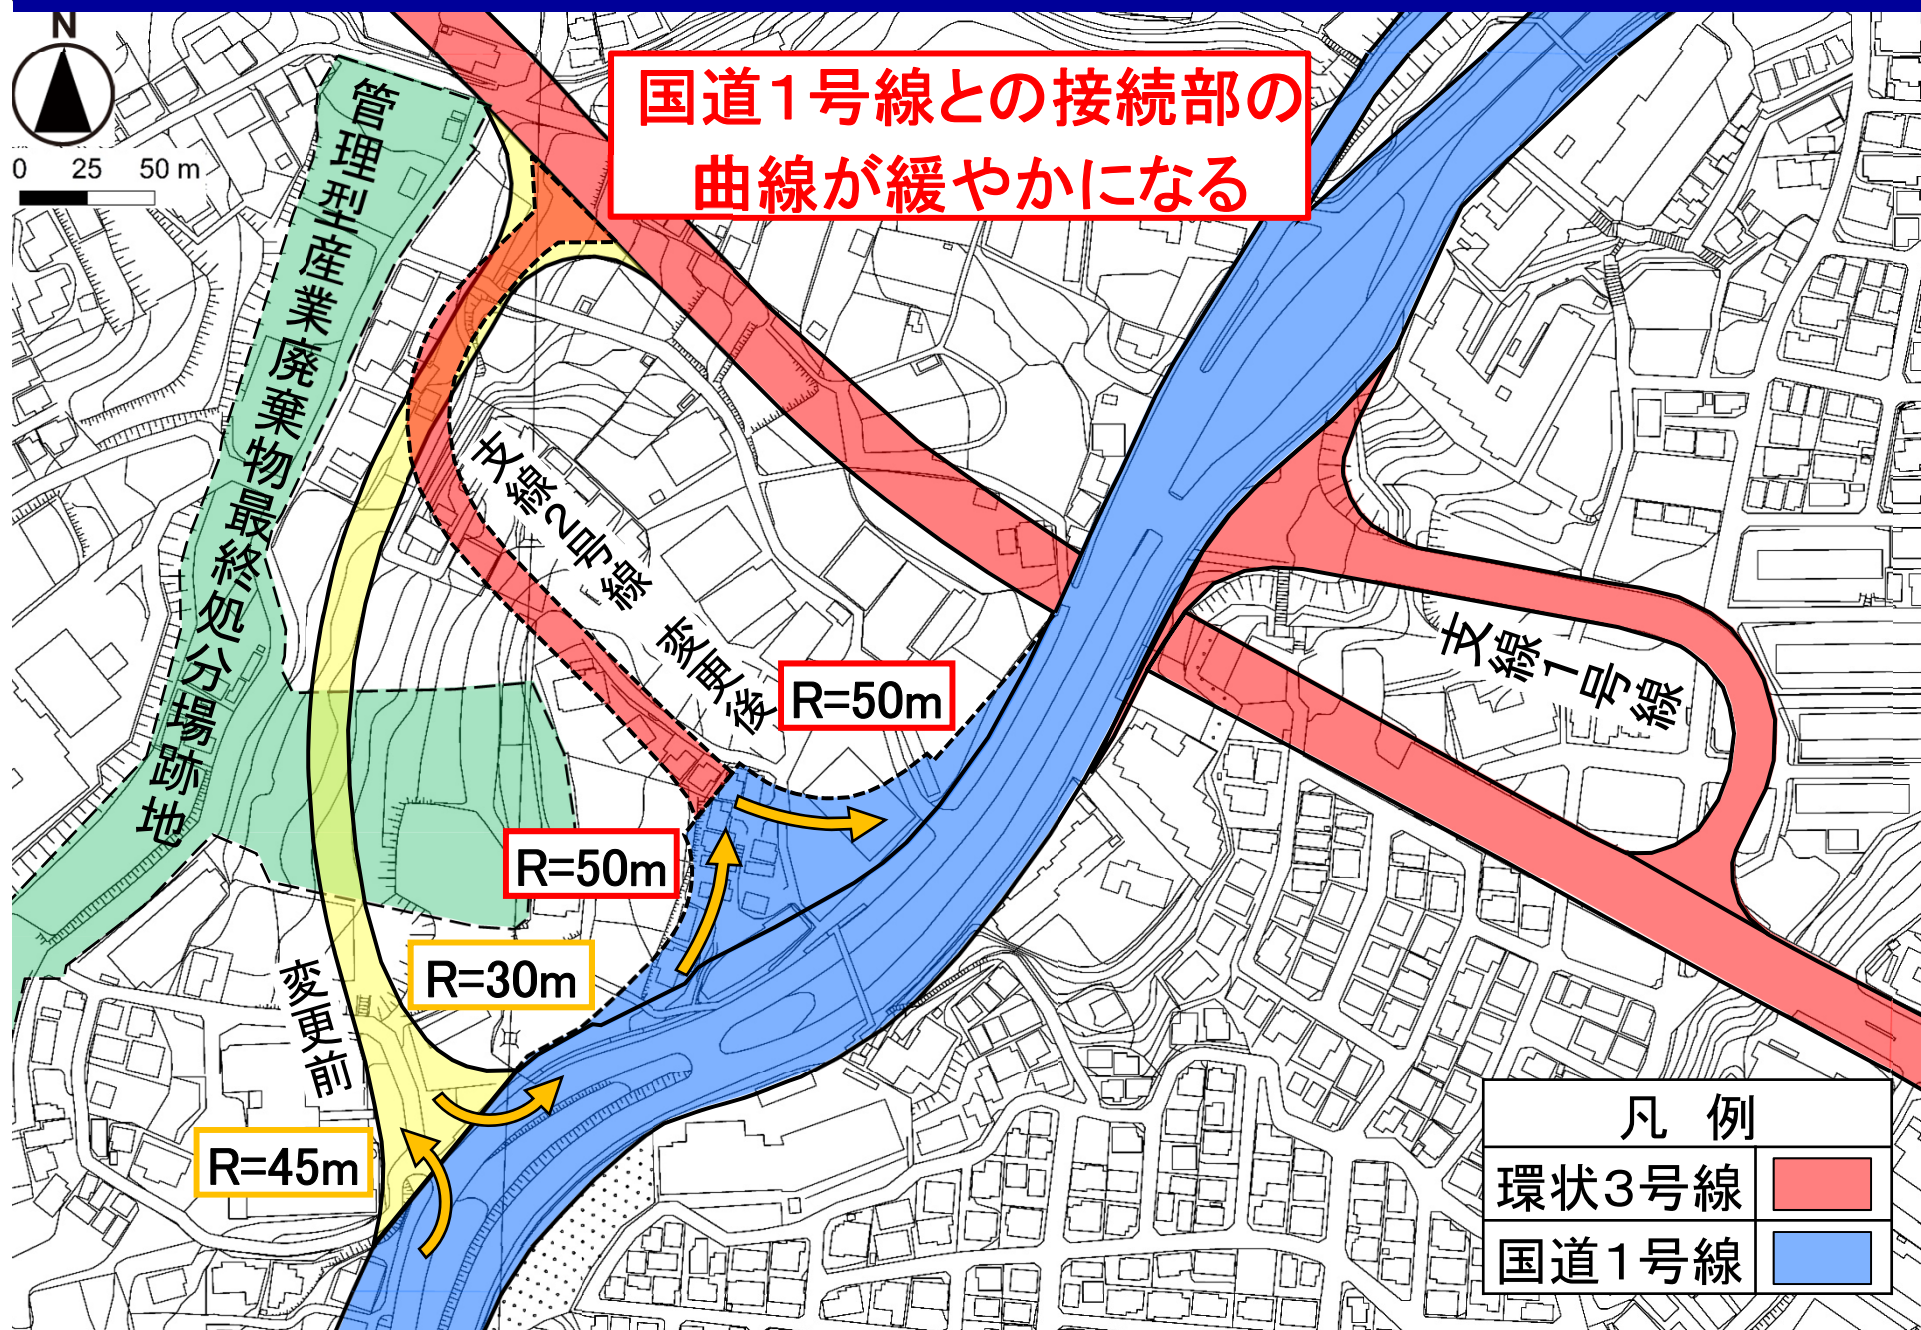 N
0 25 50 m
国道1号線との接続部の
曲線が緩やかになる
管理型産業廃棄物最終処分場跡地
支線2号線 変更後
支線1号線
R=50m
R=50m
R=30m
変更前
R=45m
凡 例
環状3号線
国道1号線